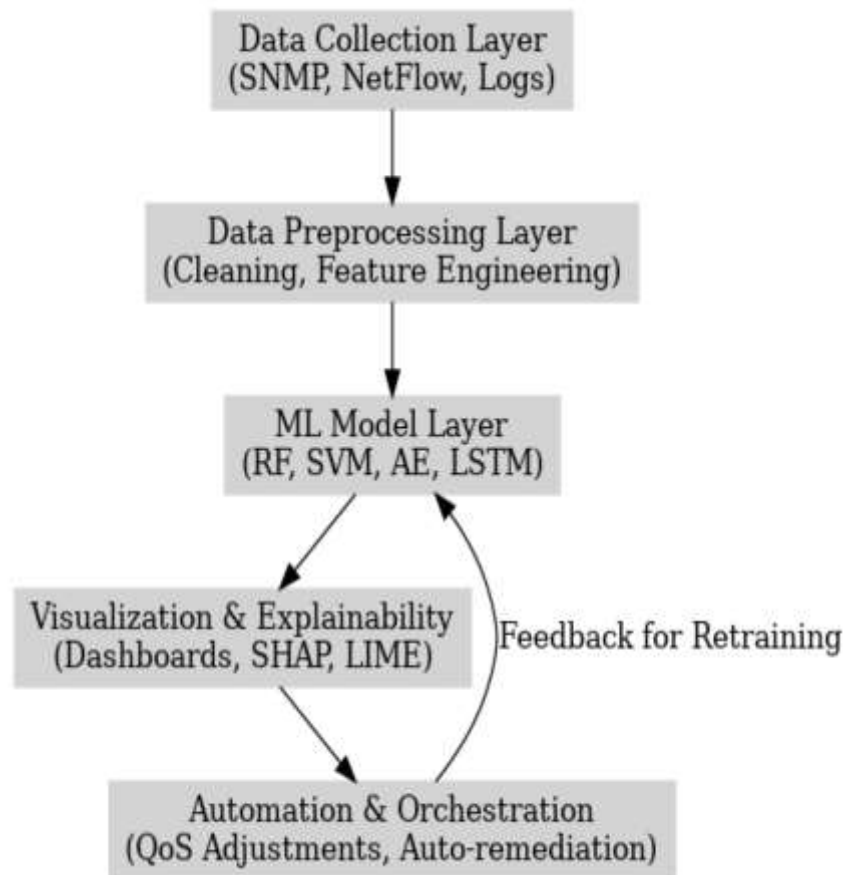 Data Collection Layer
(SNMP, NetFlow, Logs)
Data Preprocessing Layer
(Cleaning, Feature Engineering)
ML Model Layer
(RF, SVM, AE, LSTM)
Visualization & Explainability
(Dashboards, SHAP, LIME)
Feedback for Retraining
Automation & Orchestration
(QoS Adjustments, Auto-remediation)